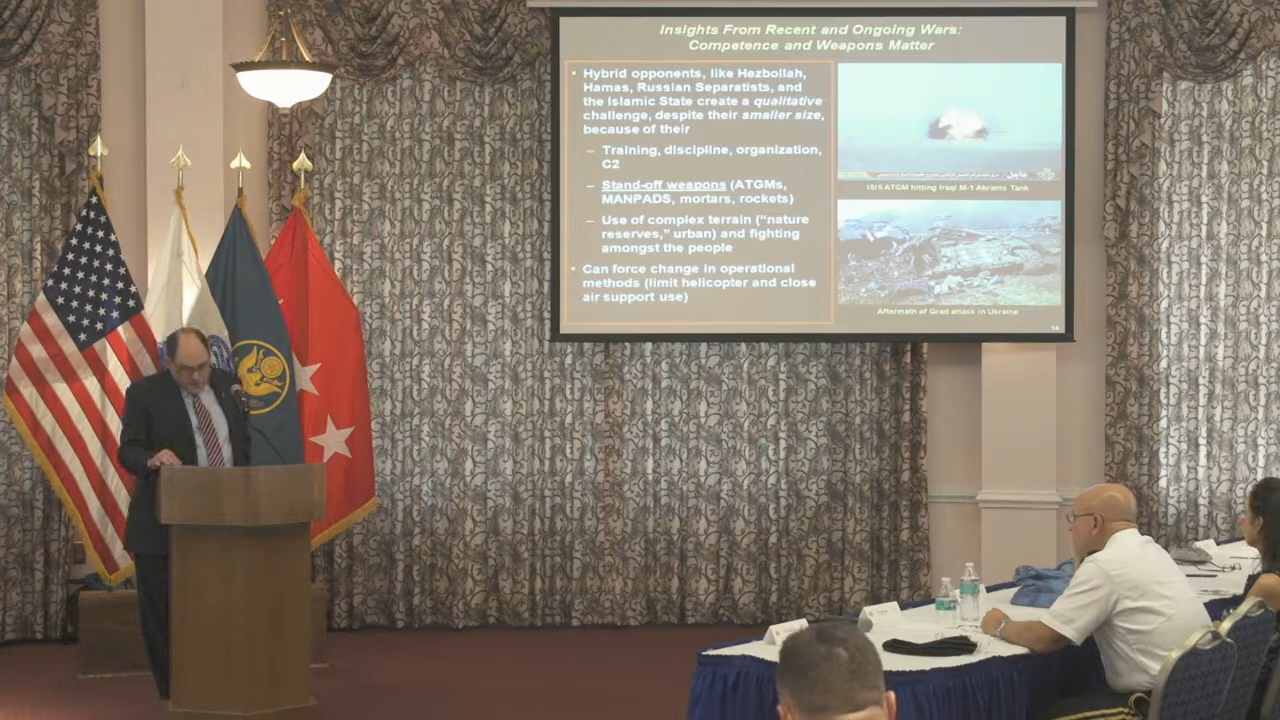 Insights From Recent and Ongoing Wars:
Competence and Weapons Matter
• Hybrid opponents, like Hezbollah,
Hamas, Russian Separatists, and
the Islamic State create a qualitative
challenge, despite their smaller size,
because of their
– Training, discipline, organization,
C2
– Stand-off weapons (ATGMs,
MANPADS, mortars, rockets)
– Use of complex terrain ("nature
reserves," urban) and fighting
amongst the people
• Can force change in operational
methods (limit helicopter and close
air support use)
عاجل
ISIS ATGM hitting Iraqi M-1 Abrams Tank
Aftermath of Grad attack in Ukraine
14